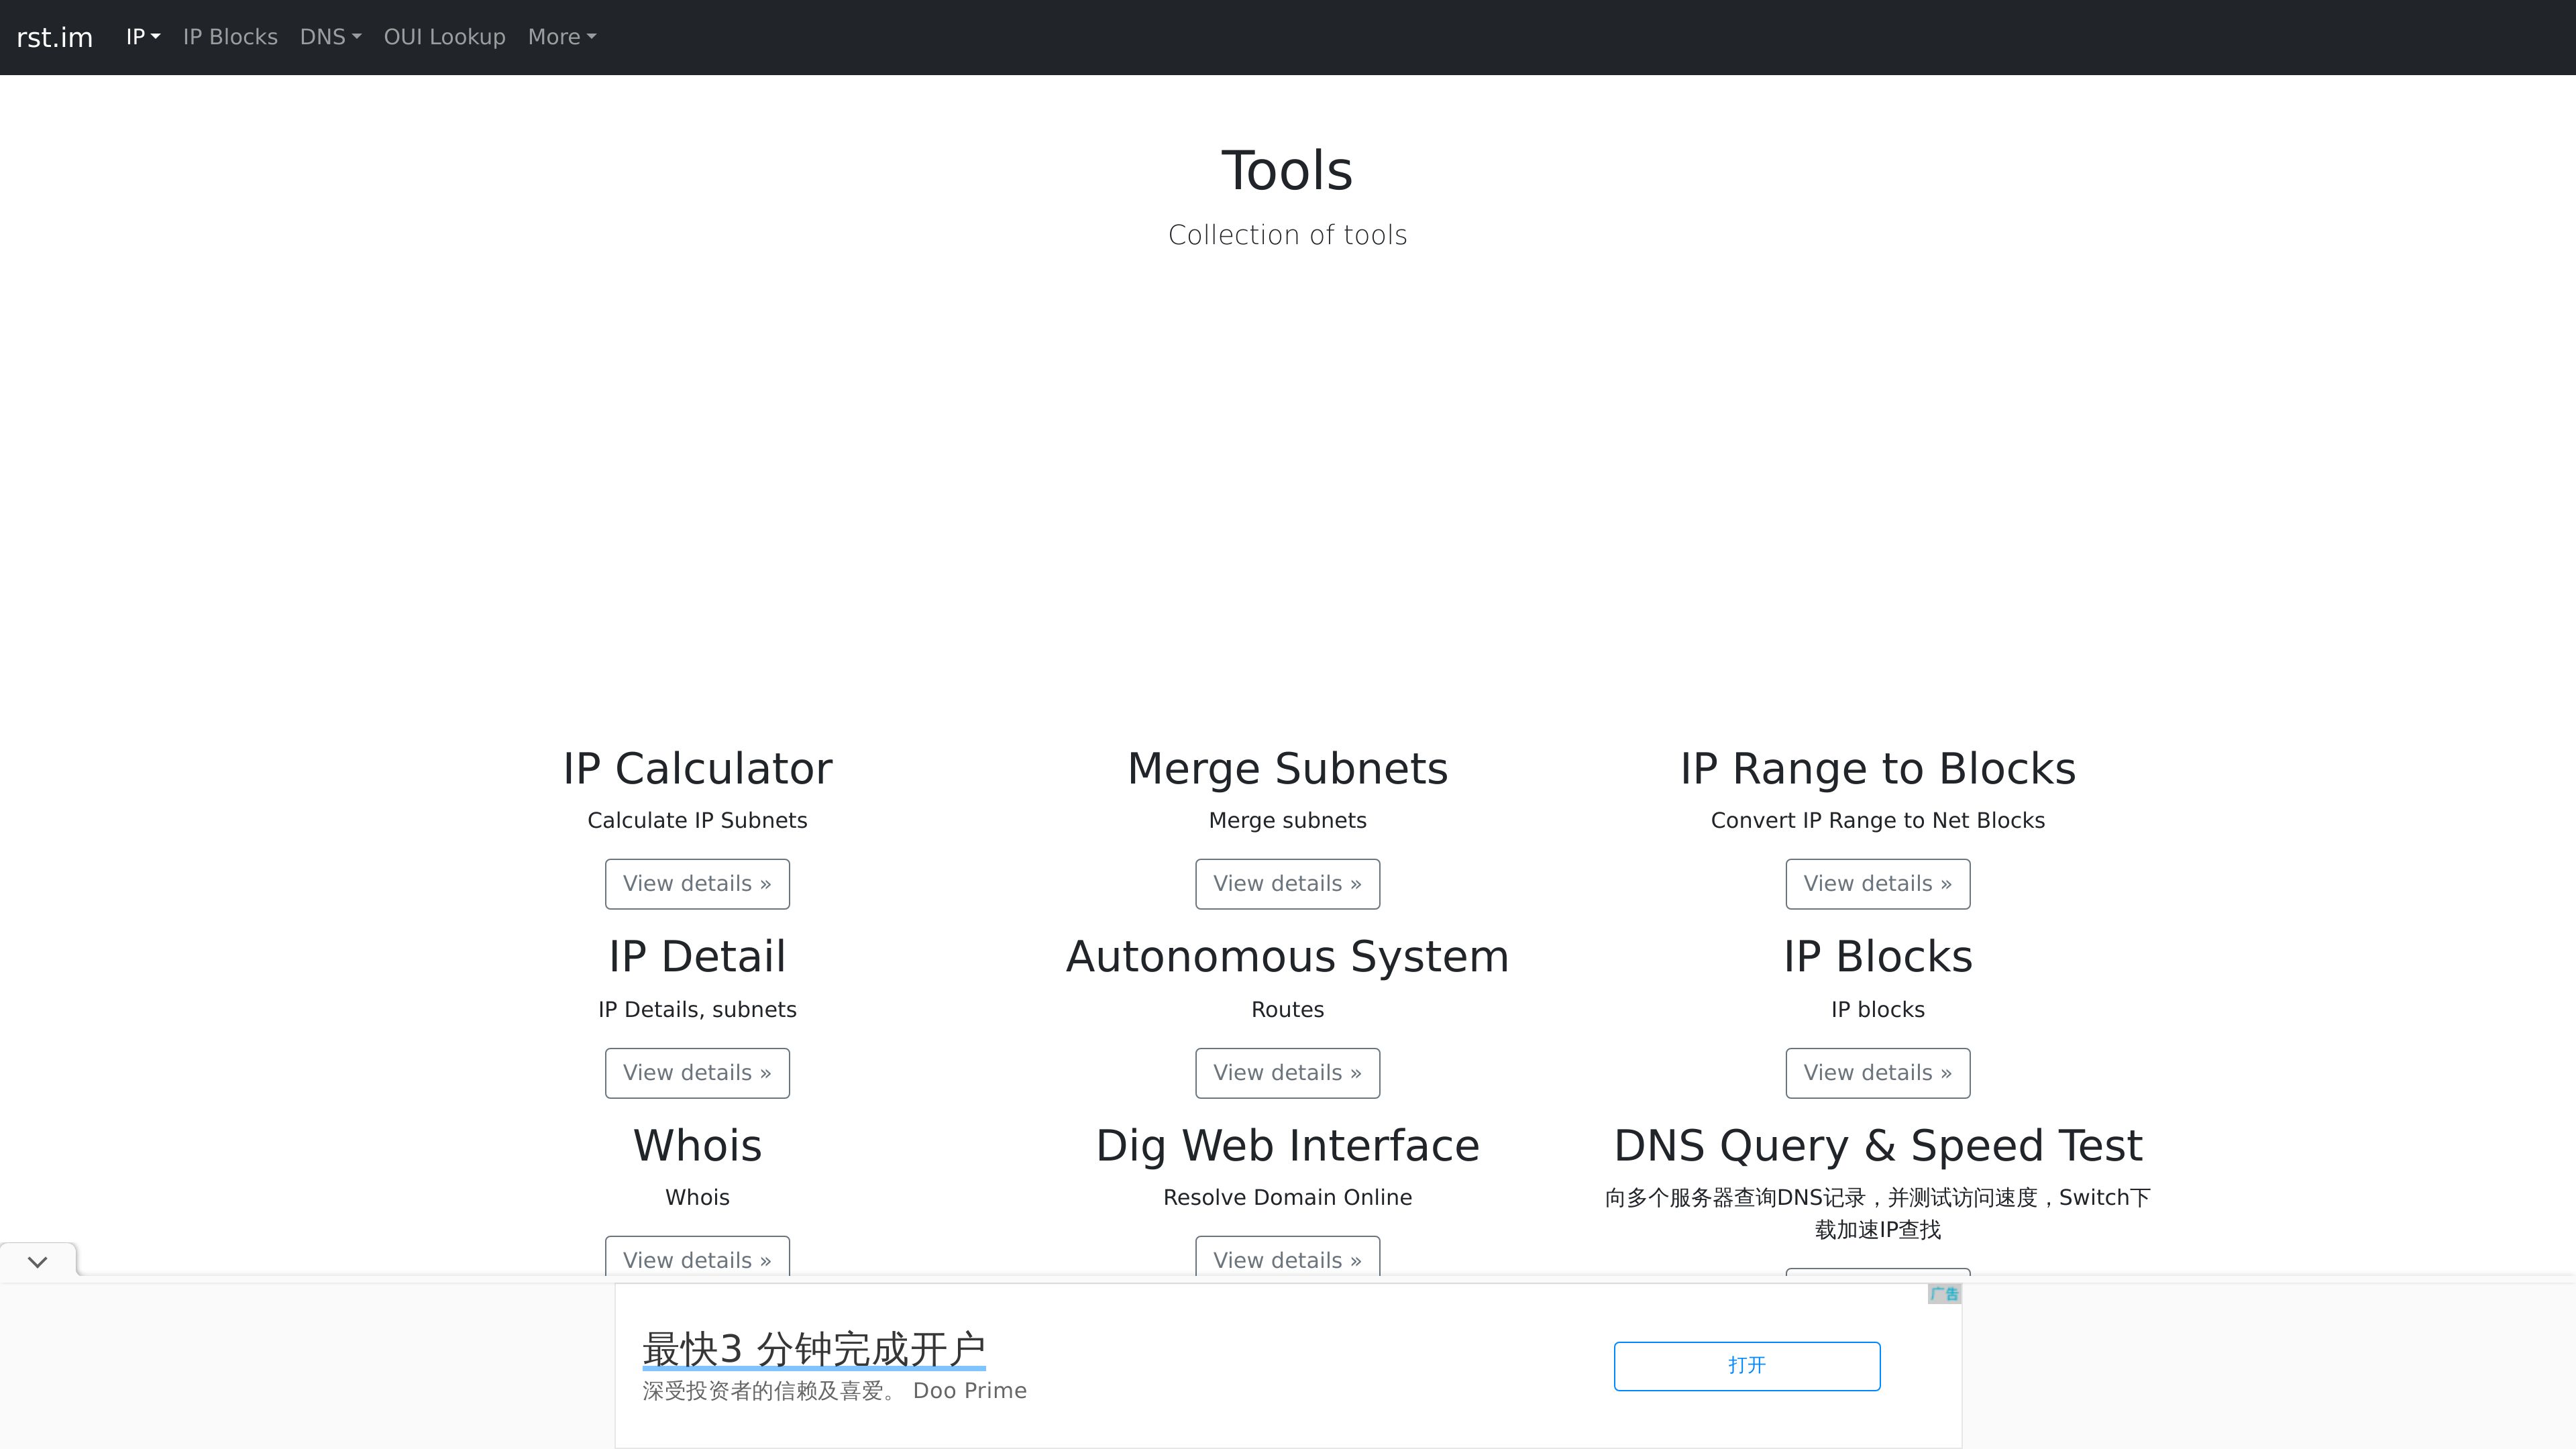 rst.im IP IP Blocks DNS OUI Lookup More
Tools
Collection of tools
IP Calculator
Calculate IP Subnets
View details »
Merge Subnets
Merge subnets
View details »
IP Range to Blocks
Convert IP Range to Net Blocks
View details »
IP Detail
IP Details, subnets
View details »
Autonomous System
Routes
View details »
IP Blocks
IP blocks
View details »
Whois
Whois
View details »
Dig Web Interface
Resolve Domain Online
View details »
DNS Query & Speed Test
向多个服务器查询DNS记录，并测试访问速度，Switch下
载加速IP查找
广告
最快3 分钟完成开户
深受投资者的信赖及喜爱。 Doo Prime
打开